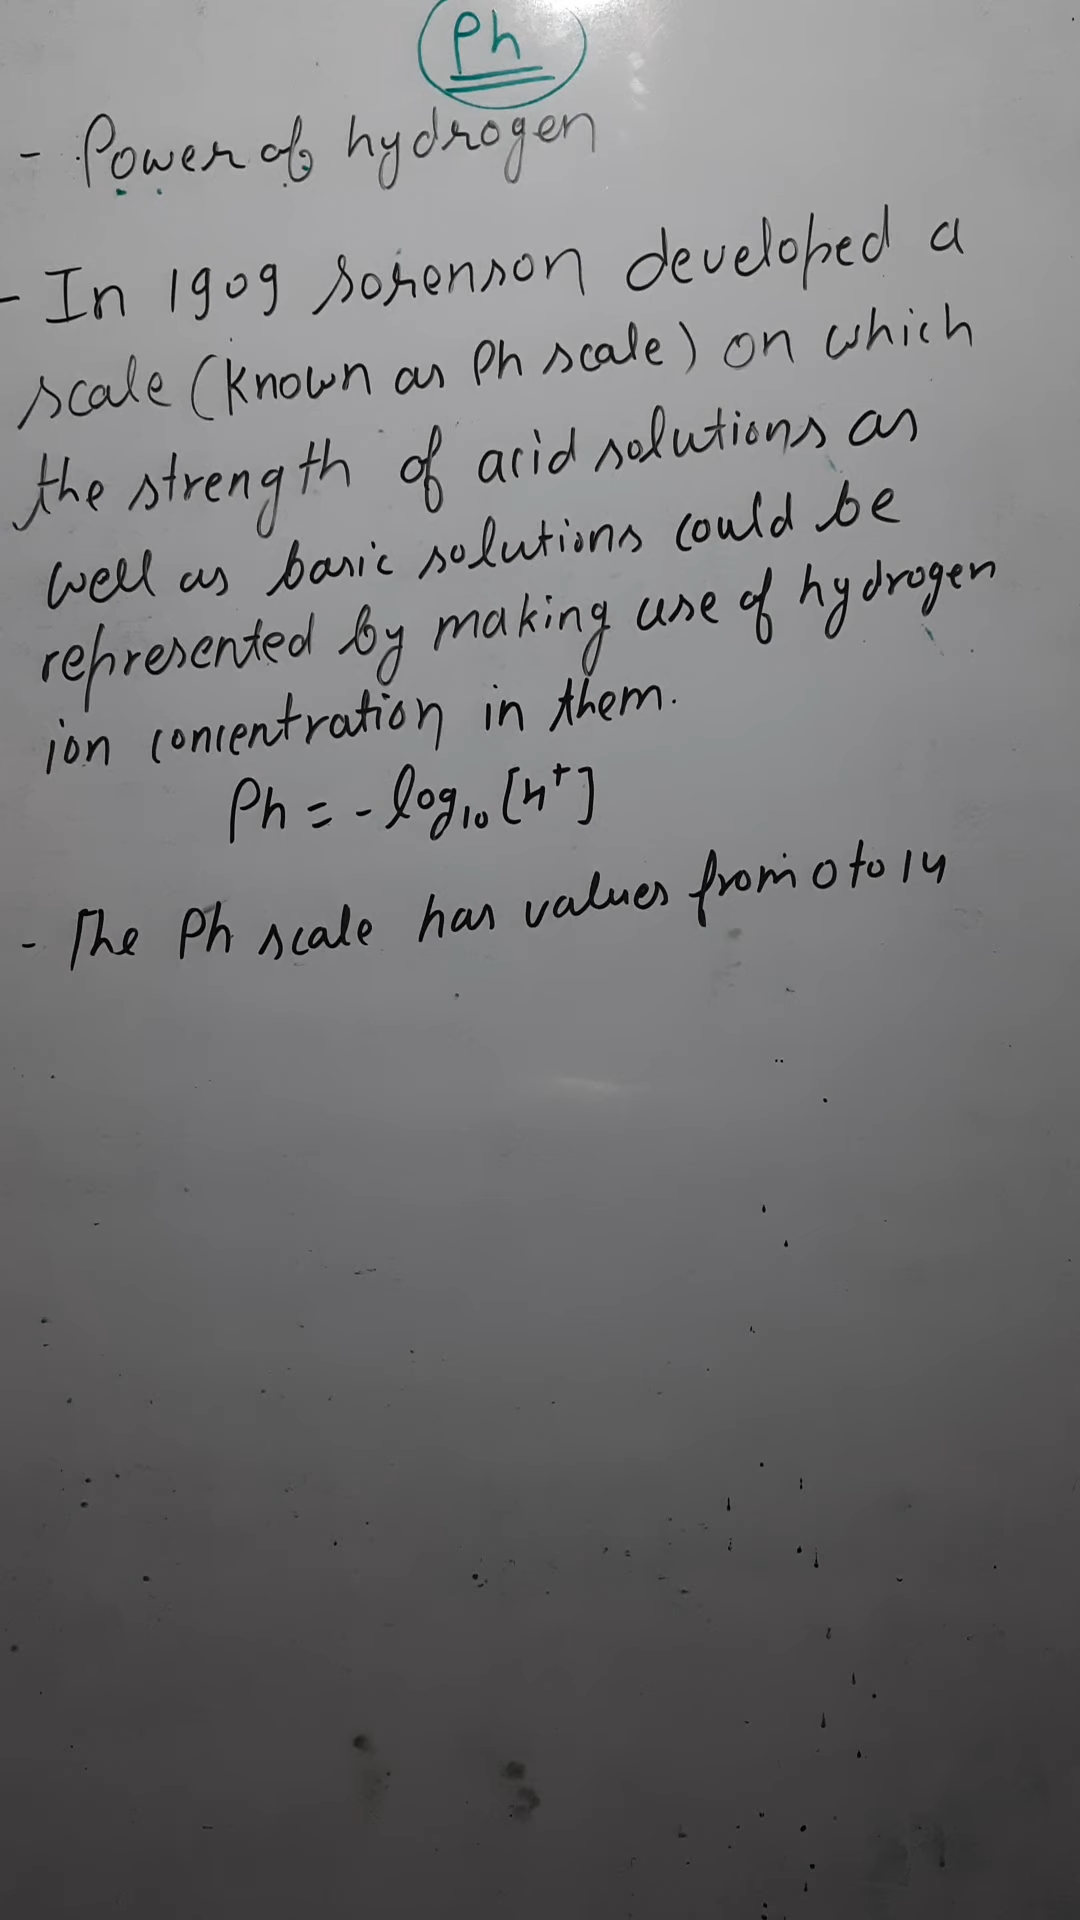 Ph
- Power of hydrogen
- In 1909 sorenson developed a
scale (known as Ph scale) on which
the strength of acid solutions as
well as basic solutions could be
represented by making use of hydrogen
ion concentration in them.
Ph = - log₁₀ [H⁺]
- The Ph scale has values from 0 to 14